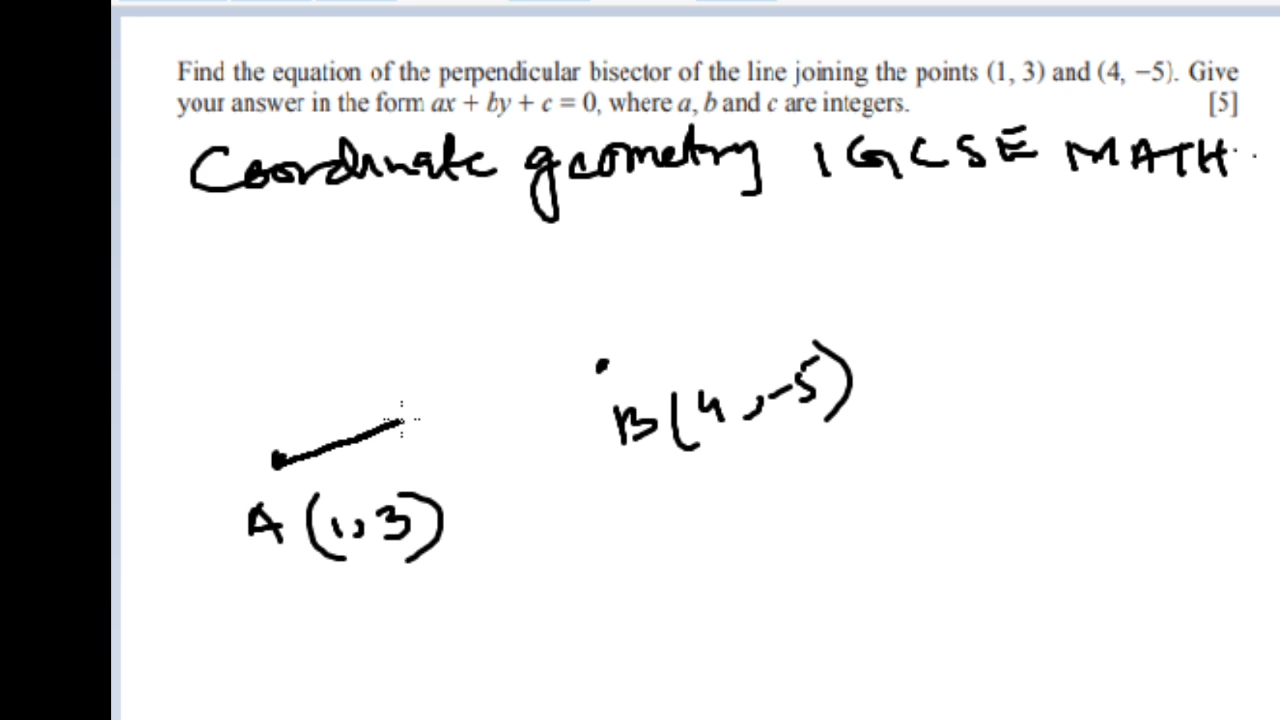 Find the equation of the perpendicular bisector of the line joining the points (1, 3) and (4, −5). Give
your answer in the form ax + by + c = 0, where a, b and c are integers. [5]
Coordinate geometry IGCSE MATH.
B(4,-5)
A (1,3)